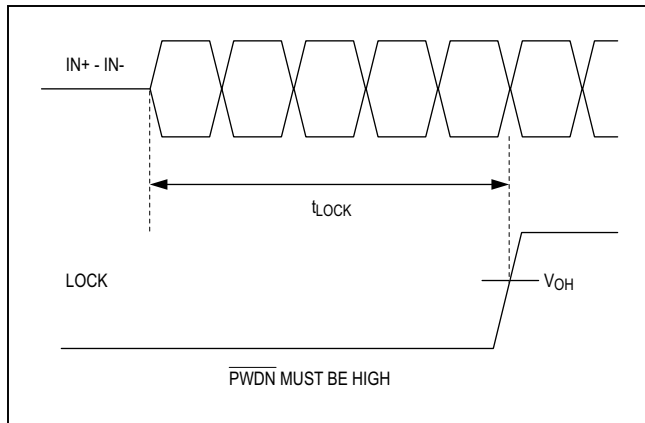 IN+ - IN-
tLOCK
LOCK
VOH
PWDN MUST BE HIGH